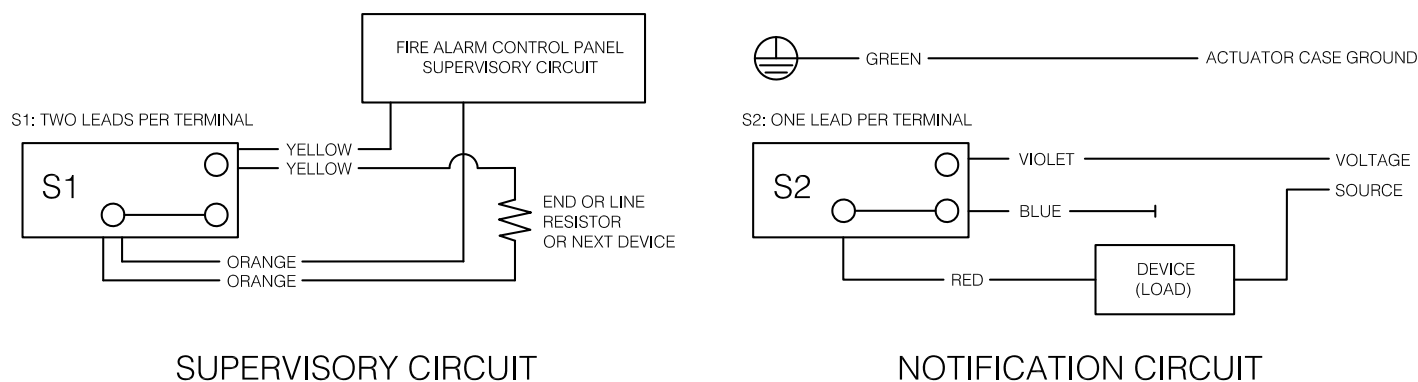 FIRE ALARM CONTROL PANEL
SUPERVISORY CIRCUIT
S1: TWO LEADS PER TERMINAL
S1
YELLOW
YELLOW
END OR LINE
RESISTOR
OR NEXT DEVICE
ORANGE
ORANGE
SUPERVISORY CIRCUIT
GREEN
ACTUATOR CASE GROUND
S2: ONE LEAD PER TERMINAL
S2
VIOLET
VOLTAGE
SOURCE
BLUE
RED
DEVICE
(LOAD)
NOTIFICATION CIRCUIT